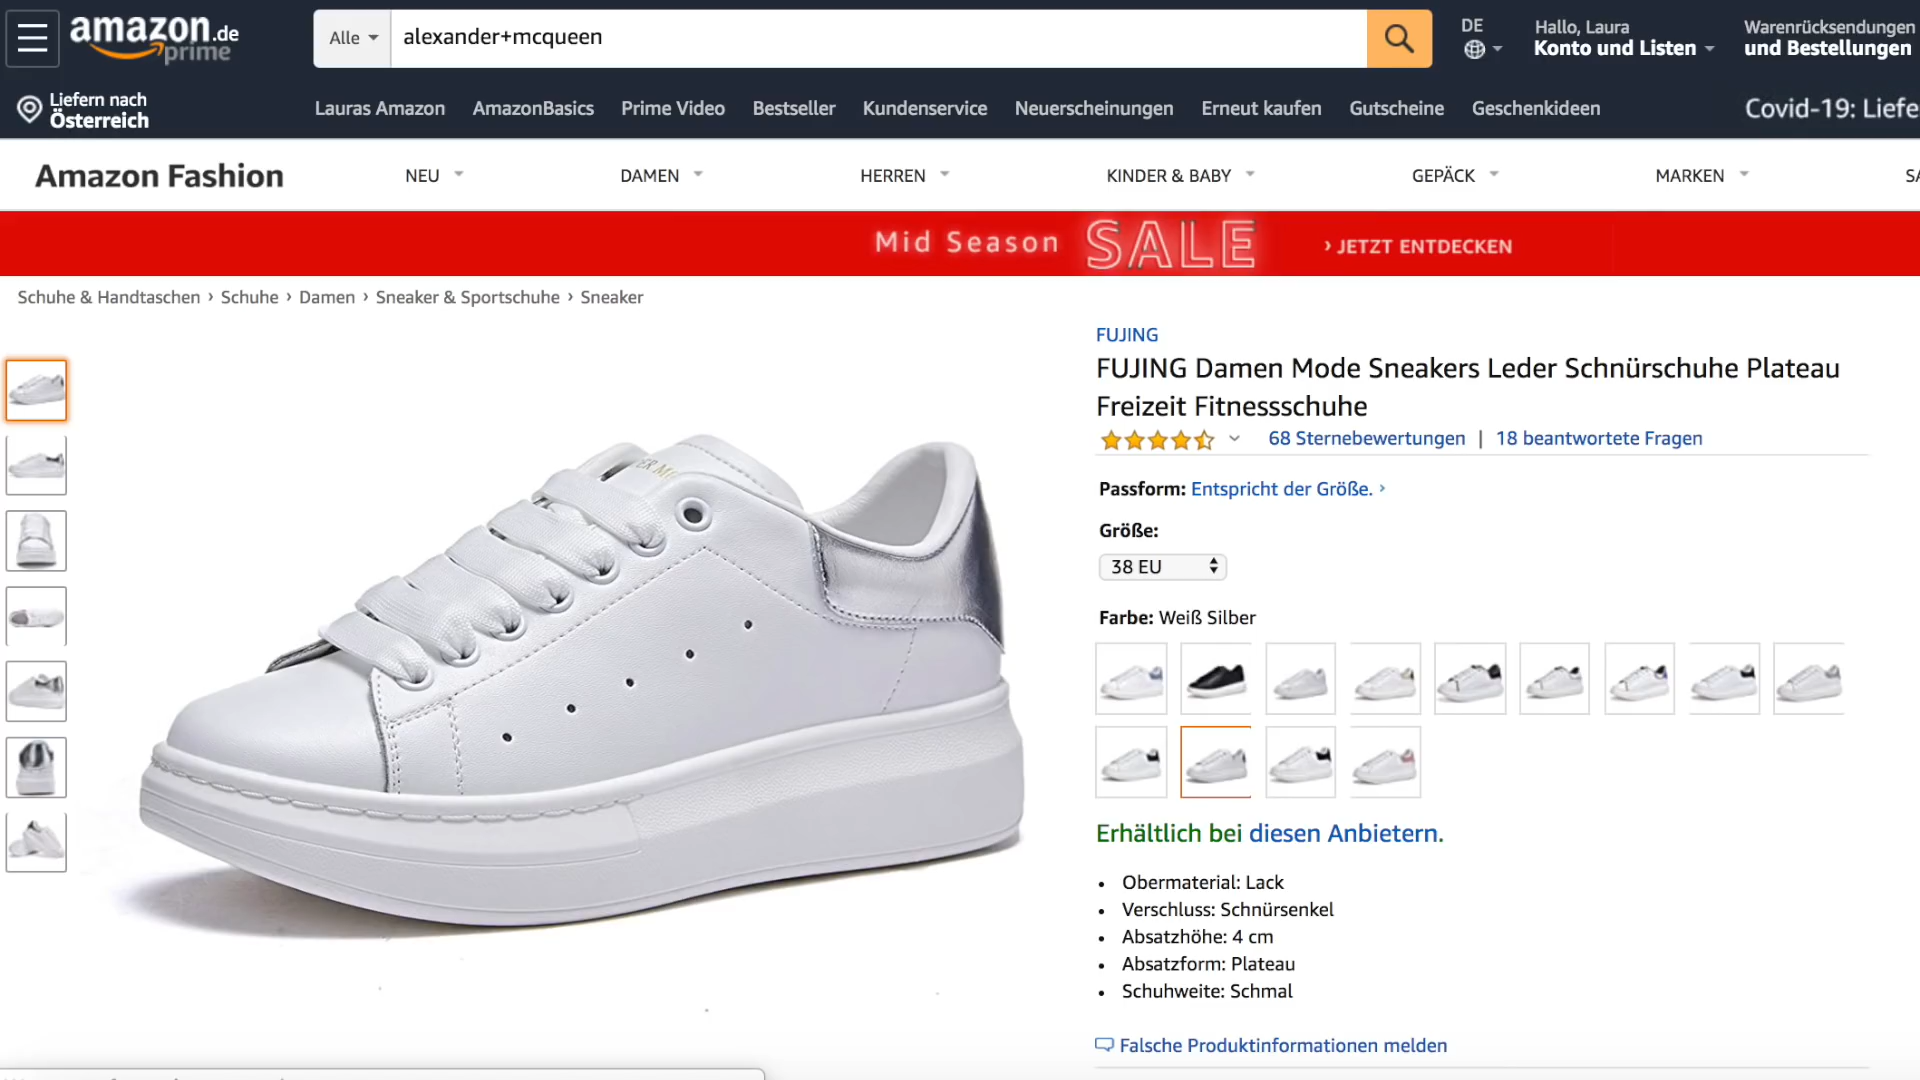 amazon.de
prime
Alle
alexander+mcqueen
DE
Hallo, Laura
Konto und Listen
Warenrücksendungen
und Bestellungen
Liefern nach
Österreich
Lauras Amazon
AmazonBasics
Prime Video
Bestseller
Kundenservice
Neuerscheinungen
Erneut kaufen
Gutscheine
Geschenkideen
Covid-19: Liefe
Amazon Fashion
NEU
DAMEN
HERREN
KINDER & BABY
GEPÄCK
MARKEN
SA
Mid Season SALE › JETZT ENTDECKEN
Schuhe & Handtaschen › Schuhe › Damen › Sneaker & Sportschuhe › Sneaker
FUJING
FUJING Damen Mode Sneakers Leder Schnürschuhe Plateau
Freizeit Fitnessschuhe
68 Sternebewertungen | 18 beantwortete Fragen
Passform: Entspricht der Größe. ›
Größe:
38 EU
Farbe: Weiß Silber
Erhältlich bei diesen Anbietern.
• Obermaterial: Lack
• Verschluss: Schnürsenkel
• Absatzhöhe: 4 cm
• Absatzform: Plateau
• Schuhweite: Schmal
Falsche Produktinformationen melden